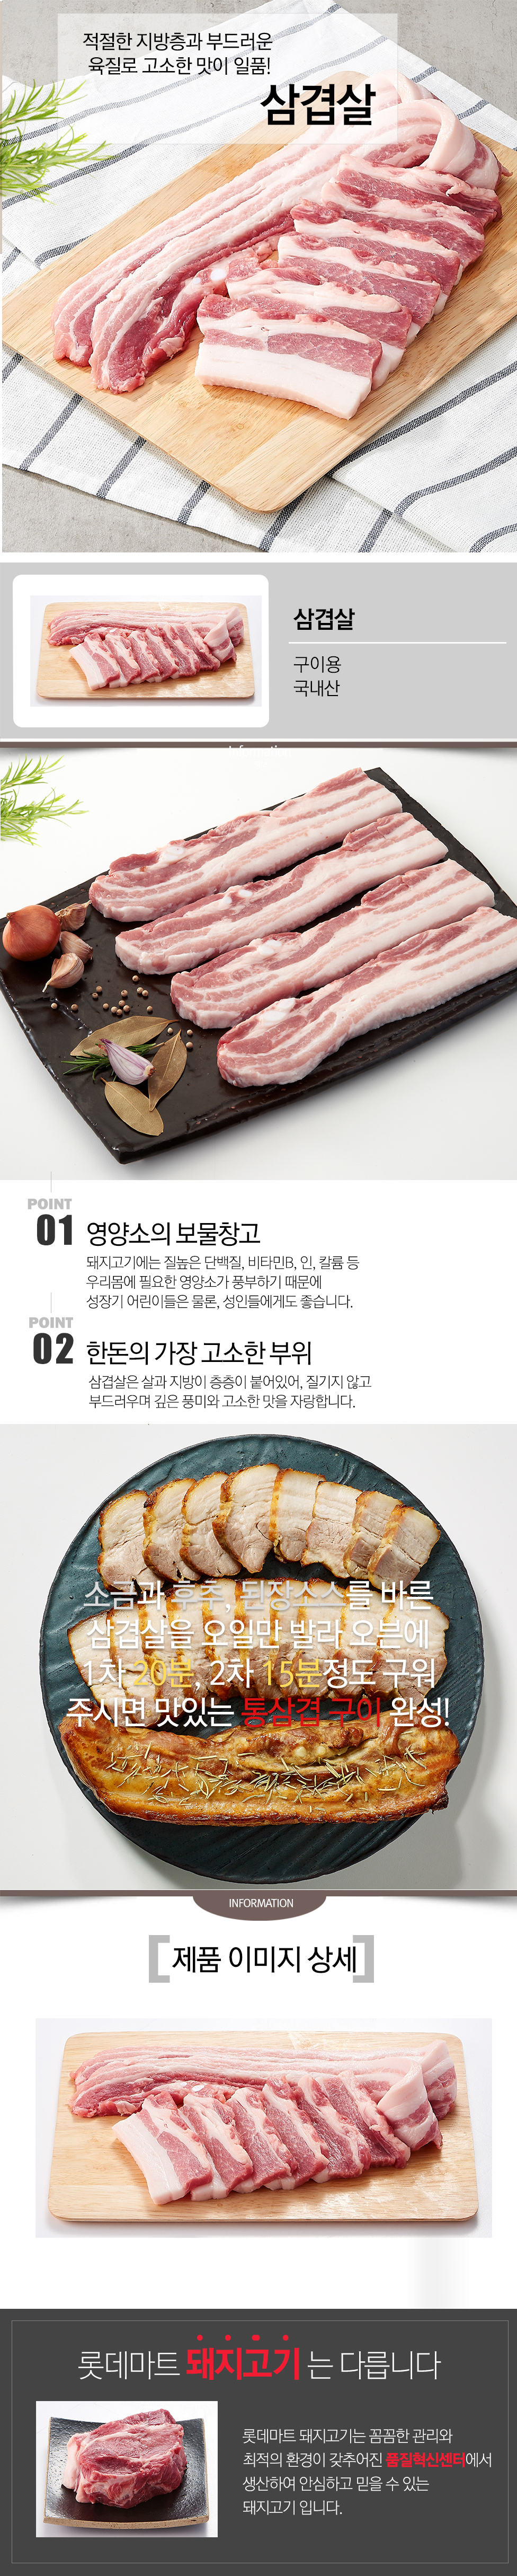 적절한 지방층과 부드러운
육질로 고소한 맛이 일품!
삼겹살
삼겹살
구이용
국내산
POINT
01 영양소의 보물창고
돼지고기에는 질높은 단백질, 비타민B, 인, 칼륨 등
우리몸에 필요한 영양소가 풍부하기 때문에
성장기 어린이들은 물론, 성인들에게도 좋습니다.
POINT
02 한돈의 가장 고소한 부위
삼겹살은 살과 지방이 층층이 붙어있어, 질기지 않고
부드러우며 깊은 풍미와 고소한 맛을 자랑합니다.
소금과 후추, 된장소스를 바른
삼겹살을 오일만 발라 오븐에
1차 20분, 2차 15분정도 구워
주시면 맛있는 통삼겹 구이 완성!
INFORMATION
[제품 이미지 상세]
롯데마트 돼지고기는 다릅니다
롯데마트 돼지고기는 꼼꼼한 관리와
최적의 환경이 갖추어진 품질혁신센터에서
생산하여 안심하고 믿을 수 있는
돼지고기 입니다.